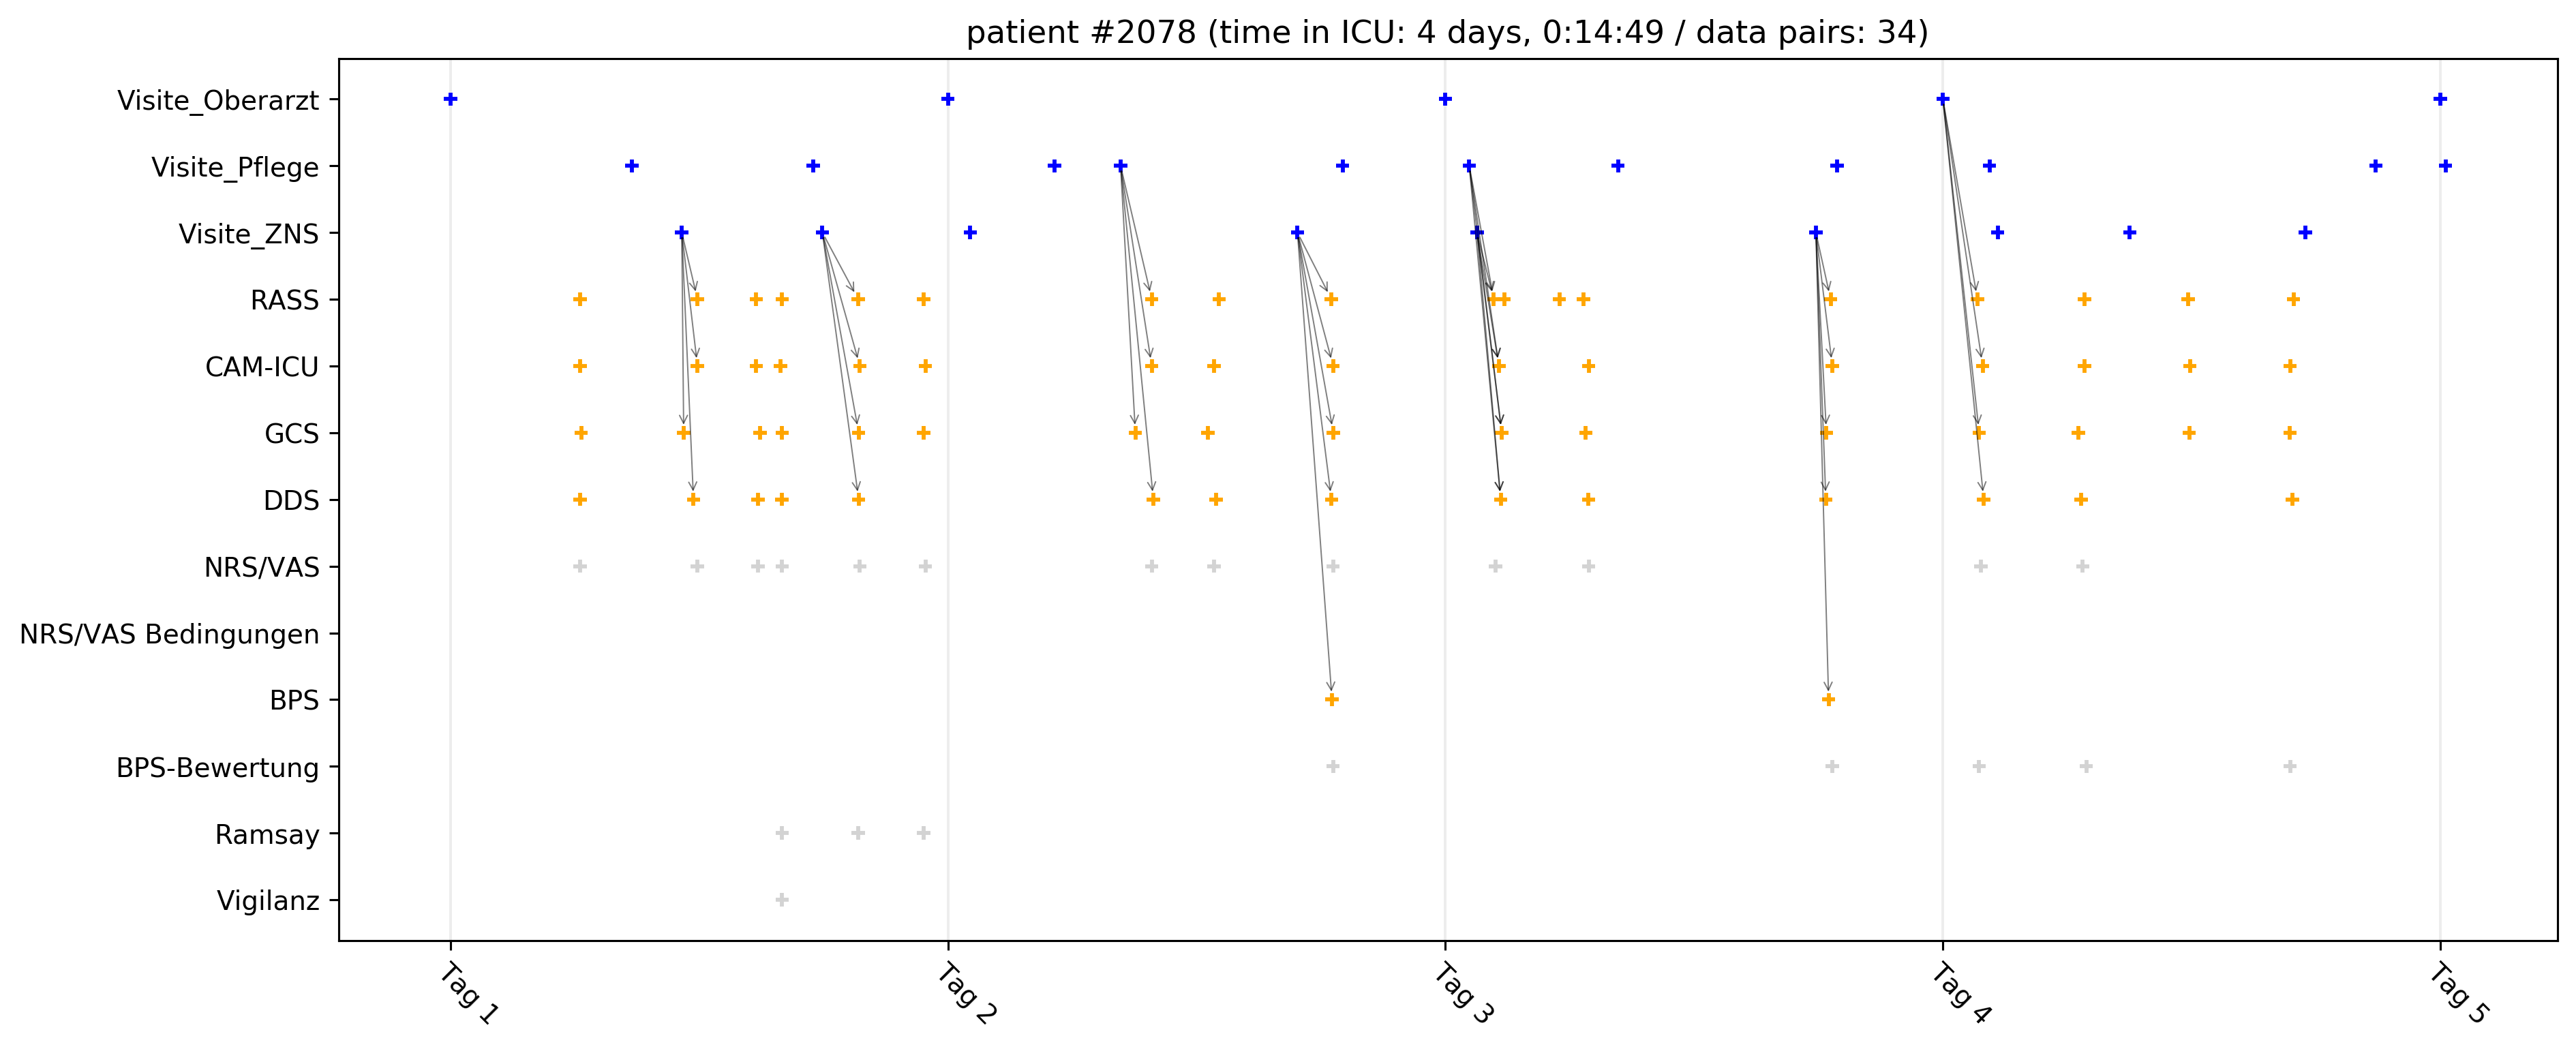 patient #2078 (time in ICU: 4 days, 0:14:49 / data pairs: 34)
Visite_Oberarzt
Visite_Pflege
Visite_ZNS
RASS
CAM-ICU
GCS
DDS
NRS/VAS
NRS/VAS Bedingungen
BPS
BPS-Bewertung
Ramsay
Vigilanz
Tag 1
Tag 2
Tag 3
Tag 4
Tag 5